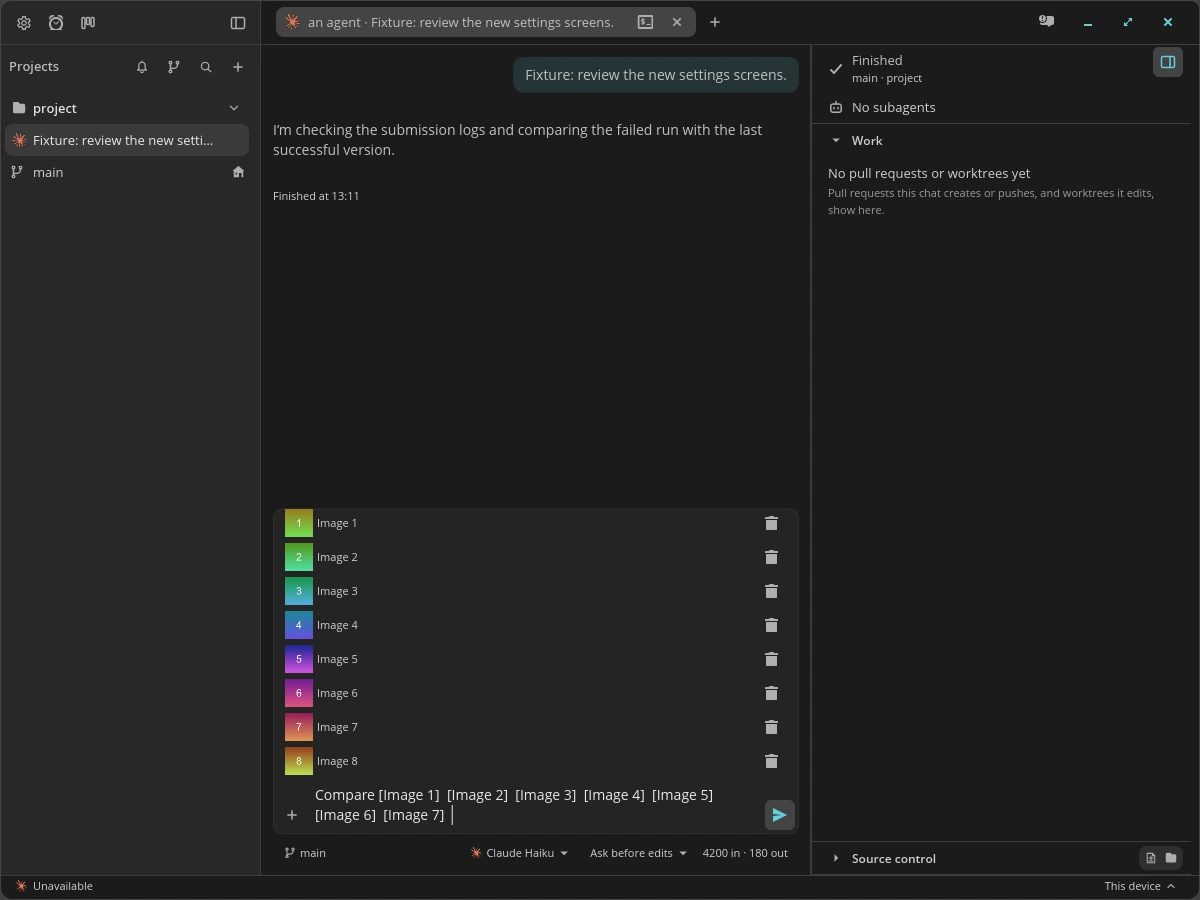 an agent · Fixture: review the new settings screens.
Projects
project
Fixture: review the new setti...
main
Fixture: review the new settings screens.
I'm checking the submission logs and comparing the failed run with the last
successful version.
Finished at 13:11
1 Image 1
2 Image 2
3 Image 3
4 Image 4
5 Image 5
6 Image 6
7 Image 7
8 Image 8
Compare [Image 1] [Image 2] [Image 3] [Image 4] [Image 5]
[Image 6] [Image 7]
main
Claude Haiku
Ask before edits
4200 in · 180 out
Finished
main · project
No subagents
Work
No pull requests or worktrees yet
Pull requests this chat creates or pushes, and worktrees it edits,
show here.
Source control
Unavailable
This device